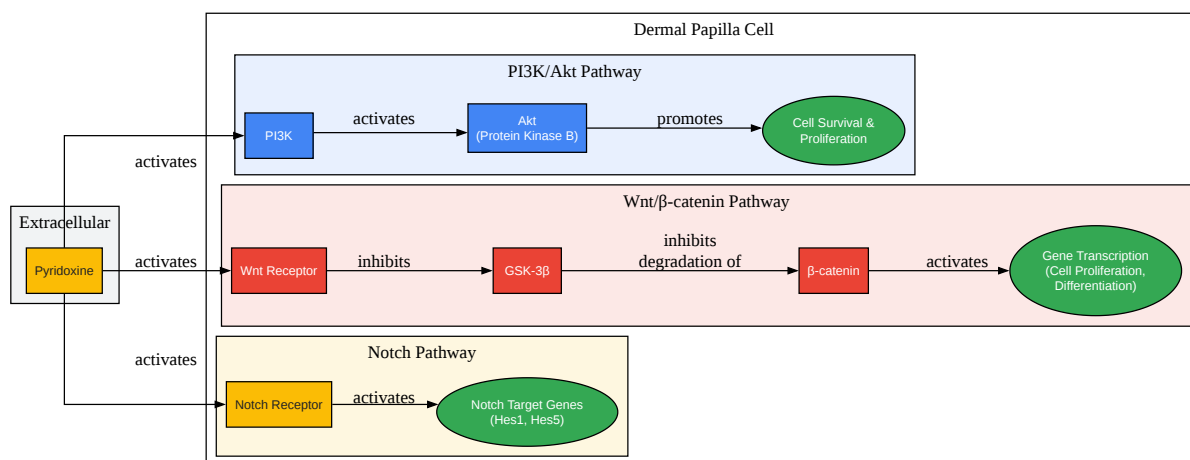 Dermal Papilla Cell
PI3K/Akt Pathway
PI3K
activates
Akt
(Protein Kinase B)
promotes
Cell Survival &
Proliferation
activates
Extracellular
Pyridoxine
activates
Wnt/β-catenin Pathway
Wnt Receptor
inhibits
GSK-3β
inhibits
degradation of
β-catenin
activates
Gene Transcription
(Cell Proliferation,
Differentiation)
activates
Notch Pathway
Notch Receptor
activates
Notch Target Genes
(Hes1, Hes5)